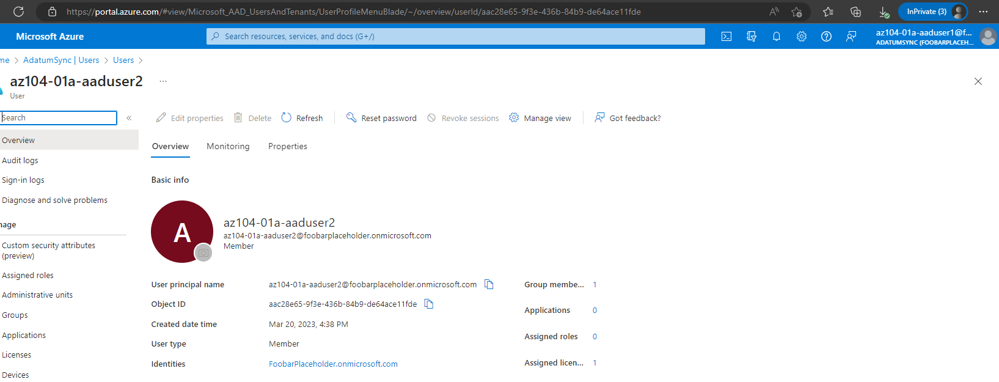 https://portal.azure.com/#view/Microsoft_AAD_UsersAndTenants/UserProfileMenuBlade/~/overview/userId/aac28e65-9f3e-436b-84b9-de64ace11fde
InPrivate (3)
Microsoft Azure
Search resources, services, and docs (G+/)
az104-01a-aaduser1@f...
ADATUMSYNC (FOOBARPLACEH...
me > AdatumSync | Users > Users >
az104-01a-aaduser2 ...
User
Search
«
Edit properties Delete Refresh Reset password Revoke sessions Manage view Got feedback?
Overview
Audit logs
Sign-in logs
Diagnose and solve problems
nage
Custom security attributes
(preview)
Assigned roles
Administrative units
Groups
Applications
Licenses
Devices
Overview Monitoring Properties
Basic info
A
az104-01a-aaduser2
az104-01a-aaduser2@foobarplaceholder.onmicrosoft.com
Member
User principal name az104-01a-aaduser2@foobarplaceholder.onmicrosoft.com
Object ID aac28e65-9f3e-436b-84b9-de64ace11fde
Created date time Mar 20, 2023, 4:38 PM
User type Member
Identities FoobarPlaceholder.onmicrosoft.com
Group membe... 1
Applications 0
Assigned roles 0
Assigned licen... 1